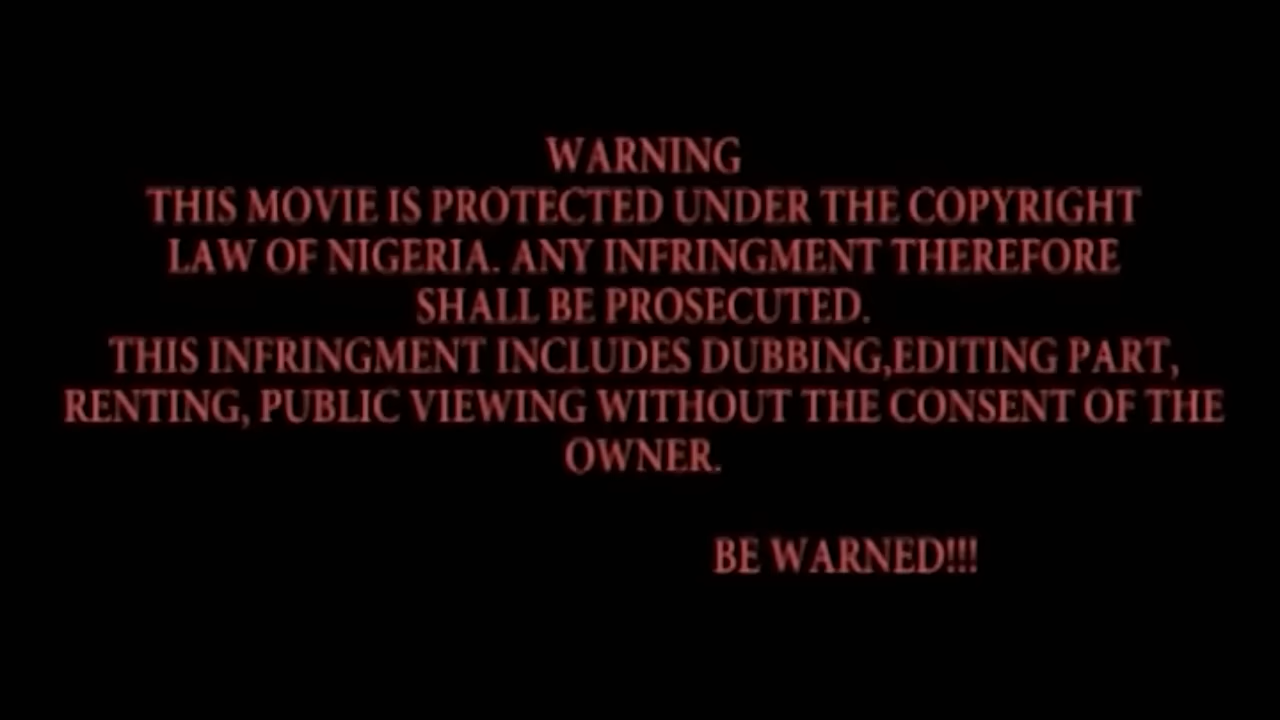 WARNING
THIS MOVIE IS PROTECTED UNDER THE COPYRIGHT
LAW OF NIGERIA. ANY INFRINGMENT THEREFORE
SHALL BE PROSECUTED.
THIS INFRINGMENT INCLUDES DUBBING,EDITING PART,
RENTING, PUBLIC VIEWING WITHOUT THE CONSENT OF THE
OWNER.
BE WARNED!!!